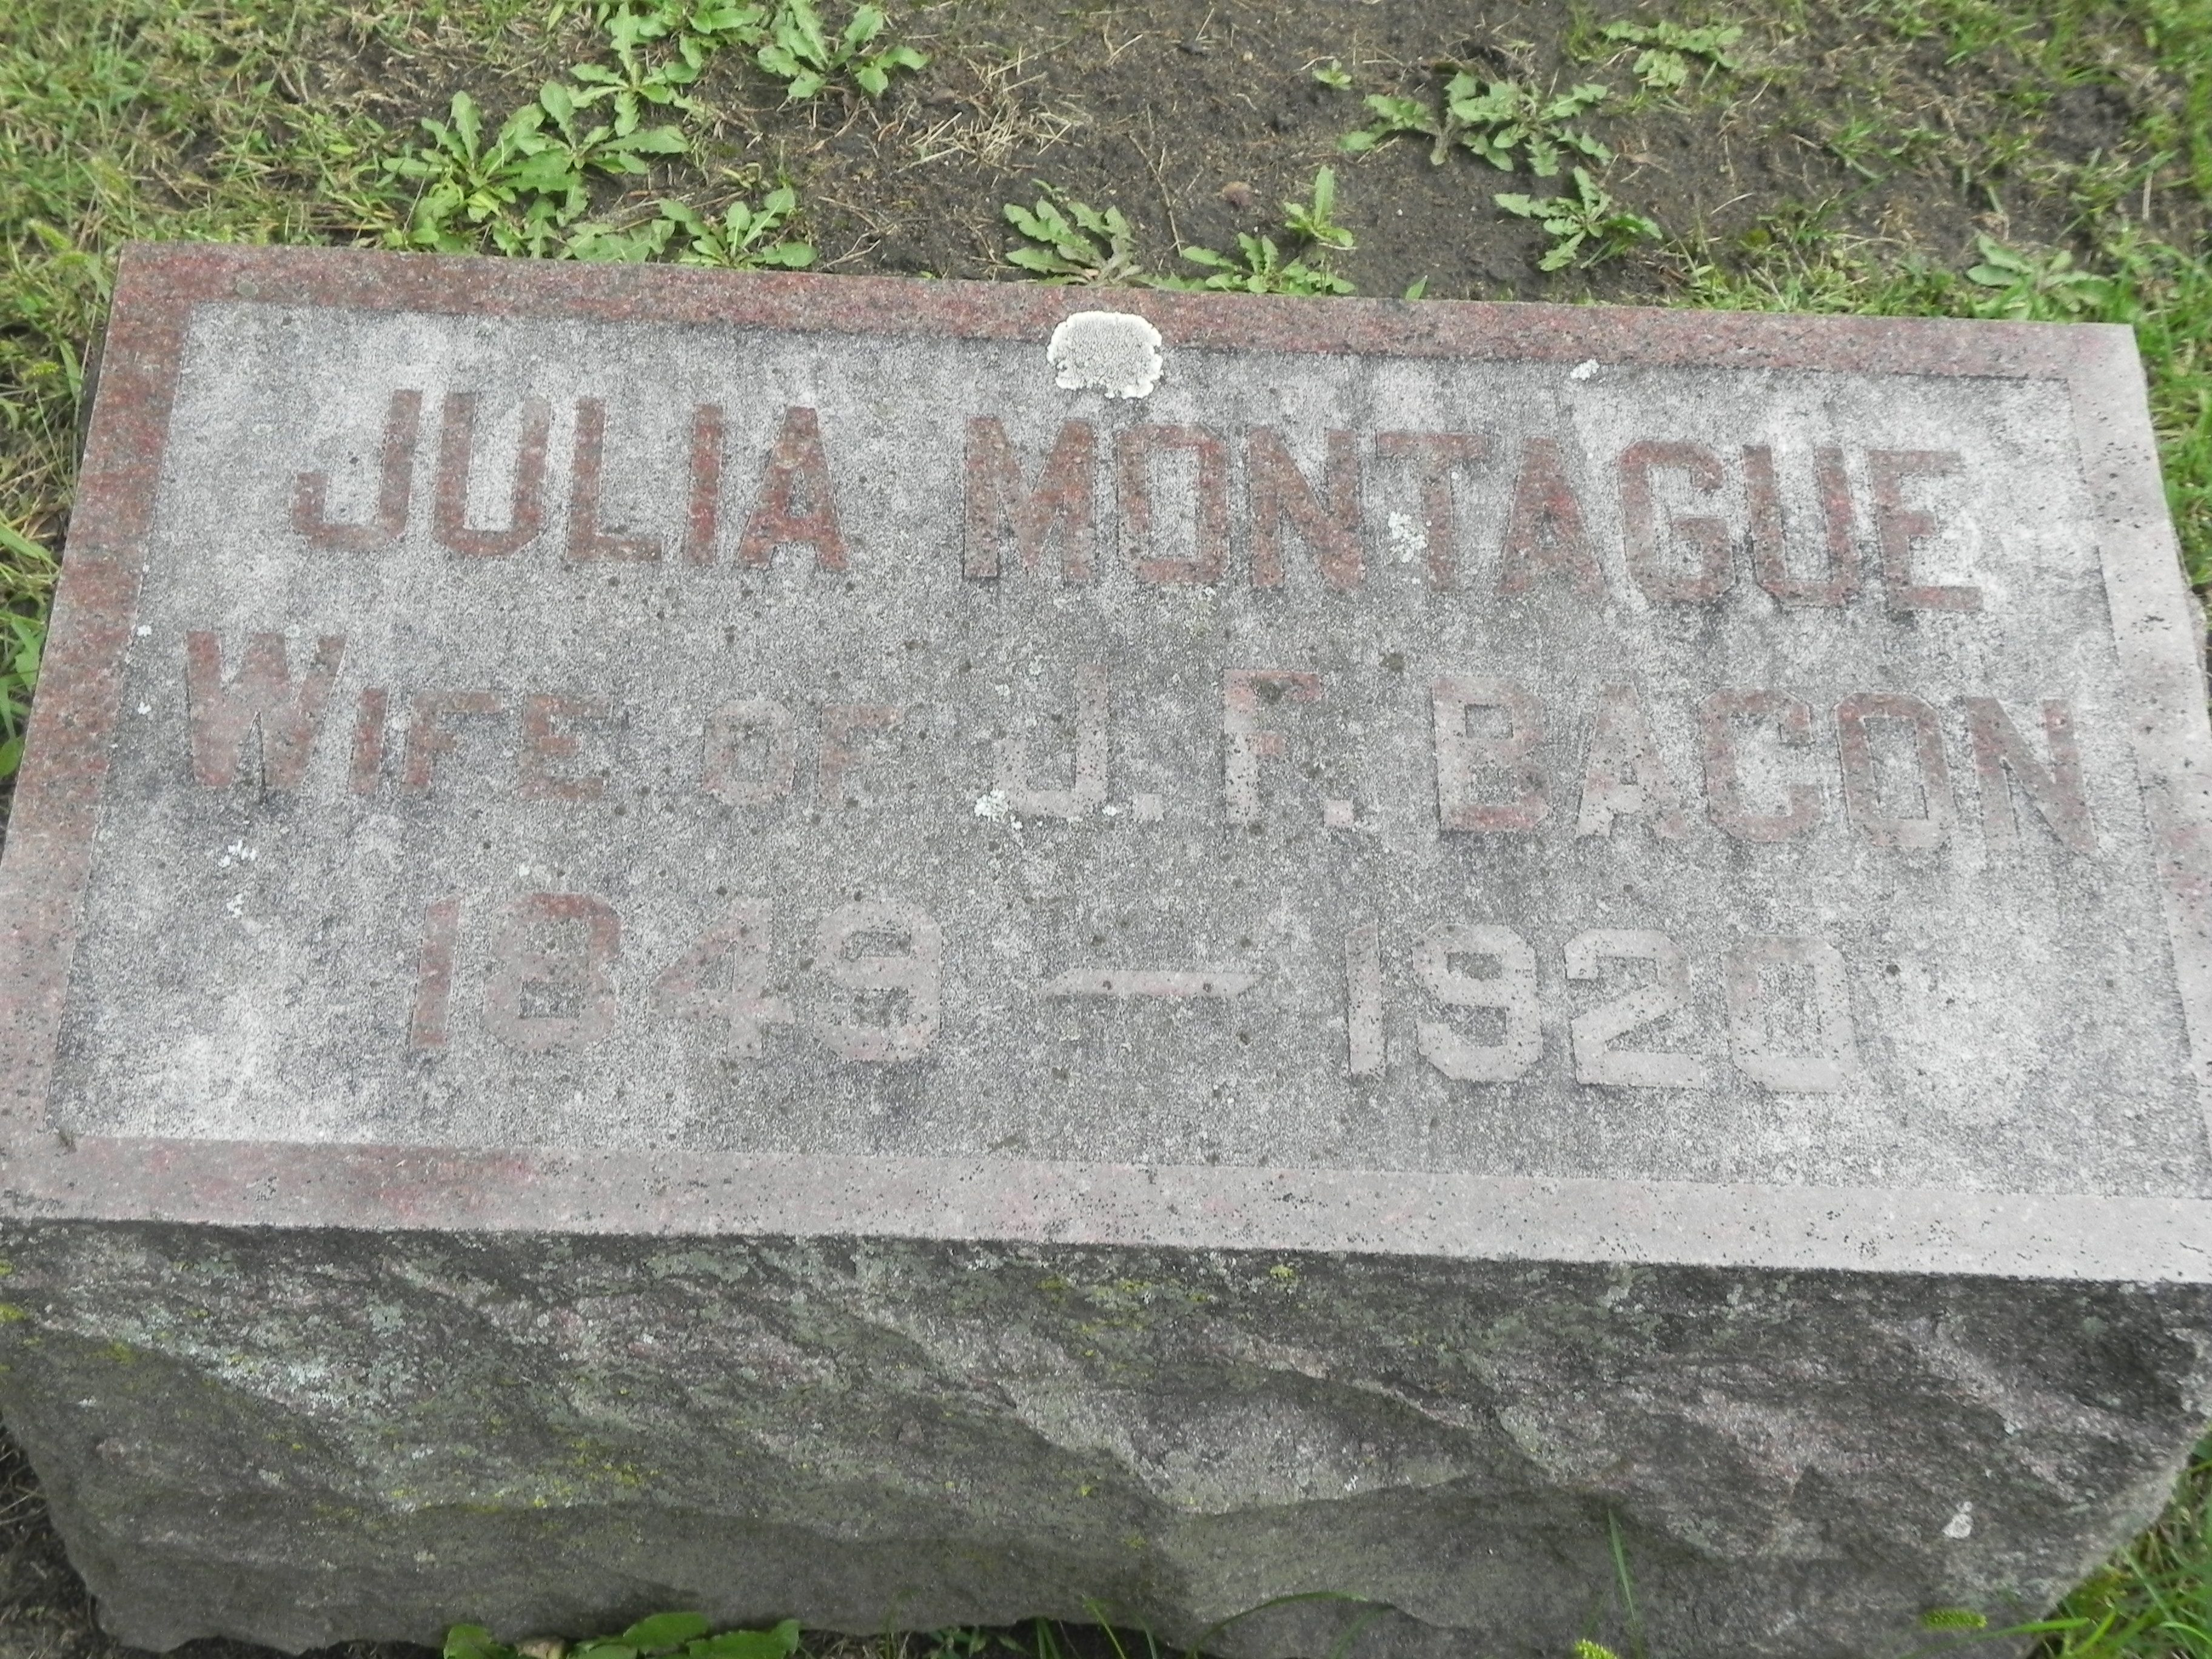 JULIA MONTAGUE
WIFE OF J. F. BACON
1849 — 1920